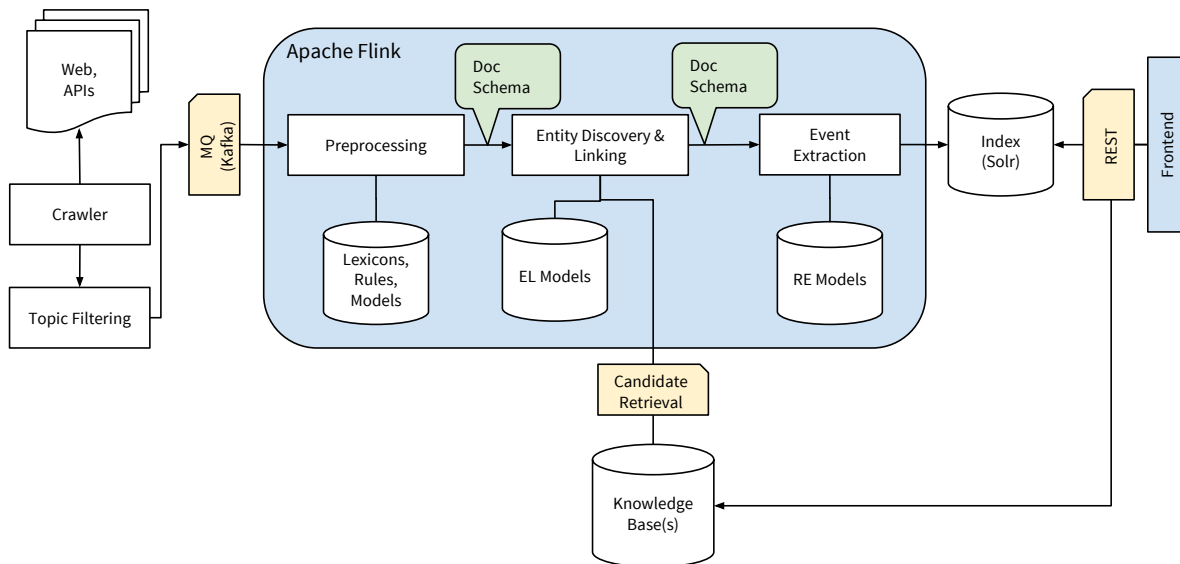 Web,
APIs
Crawler
Topic Filtering
MQ
(Kafka)
Apache Flink
Doc
Schema
Doc
Schema
Preprocessing
Entity Discovery &
Linking
Event
Extraction
Lexicons,
Rules,
Models
EL Models
RE Models
Candidate
Retrieval
Knowledge
Base(s)
Index
(Solr)
REST
Frontend